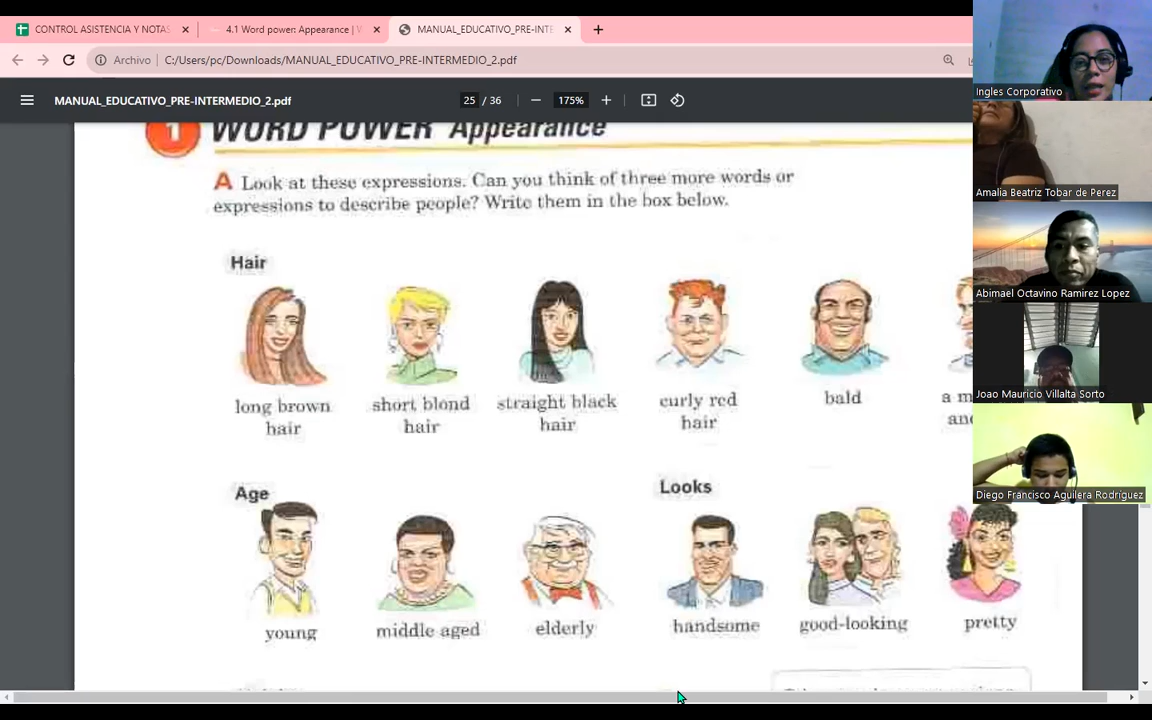 CONTROL ASISTENCIA Y NOTAS
4.1 Word power: Appearance |
MANUAL_EDUCATIVO_PRE-INTE
Archivo
C:/Users/pc/Downloads/MANUAL_EDUCATIVO_PRE-INTERMEDIO_2.pdf
MANUAL_EDUCATIVO_PRE-INTERMEDIO_2.pdf
25 / 36
175%
1 WORD POWER Appearance
A Look at these expressions. Can you think of three more words or
expressions to describe people? Write them in the box below.
Hair
long brown
hair
short blond
hair
straight black
hair
curly red
hair
bald
a m
an
Age
Looks
young
middle aged
elderly
handsome
good-looking
pretty
Ingles Corporativo
Amalia Beatriz Tobar de Perez
Abimael Octavino Ramirez Lopez
Joao Mauricio Villalta Sorto
Diego Francisco Aguilera Rodríguez